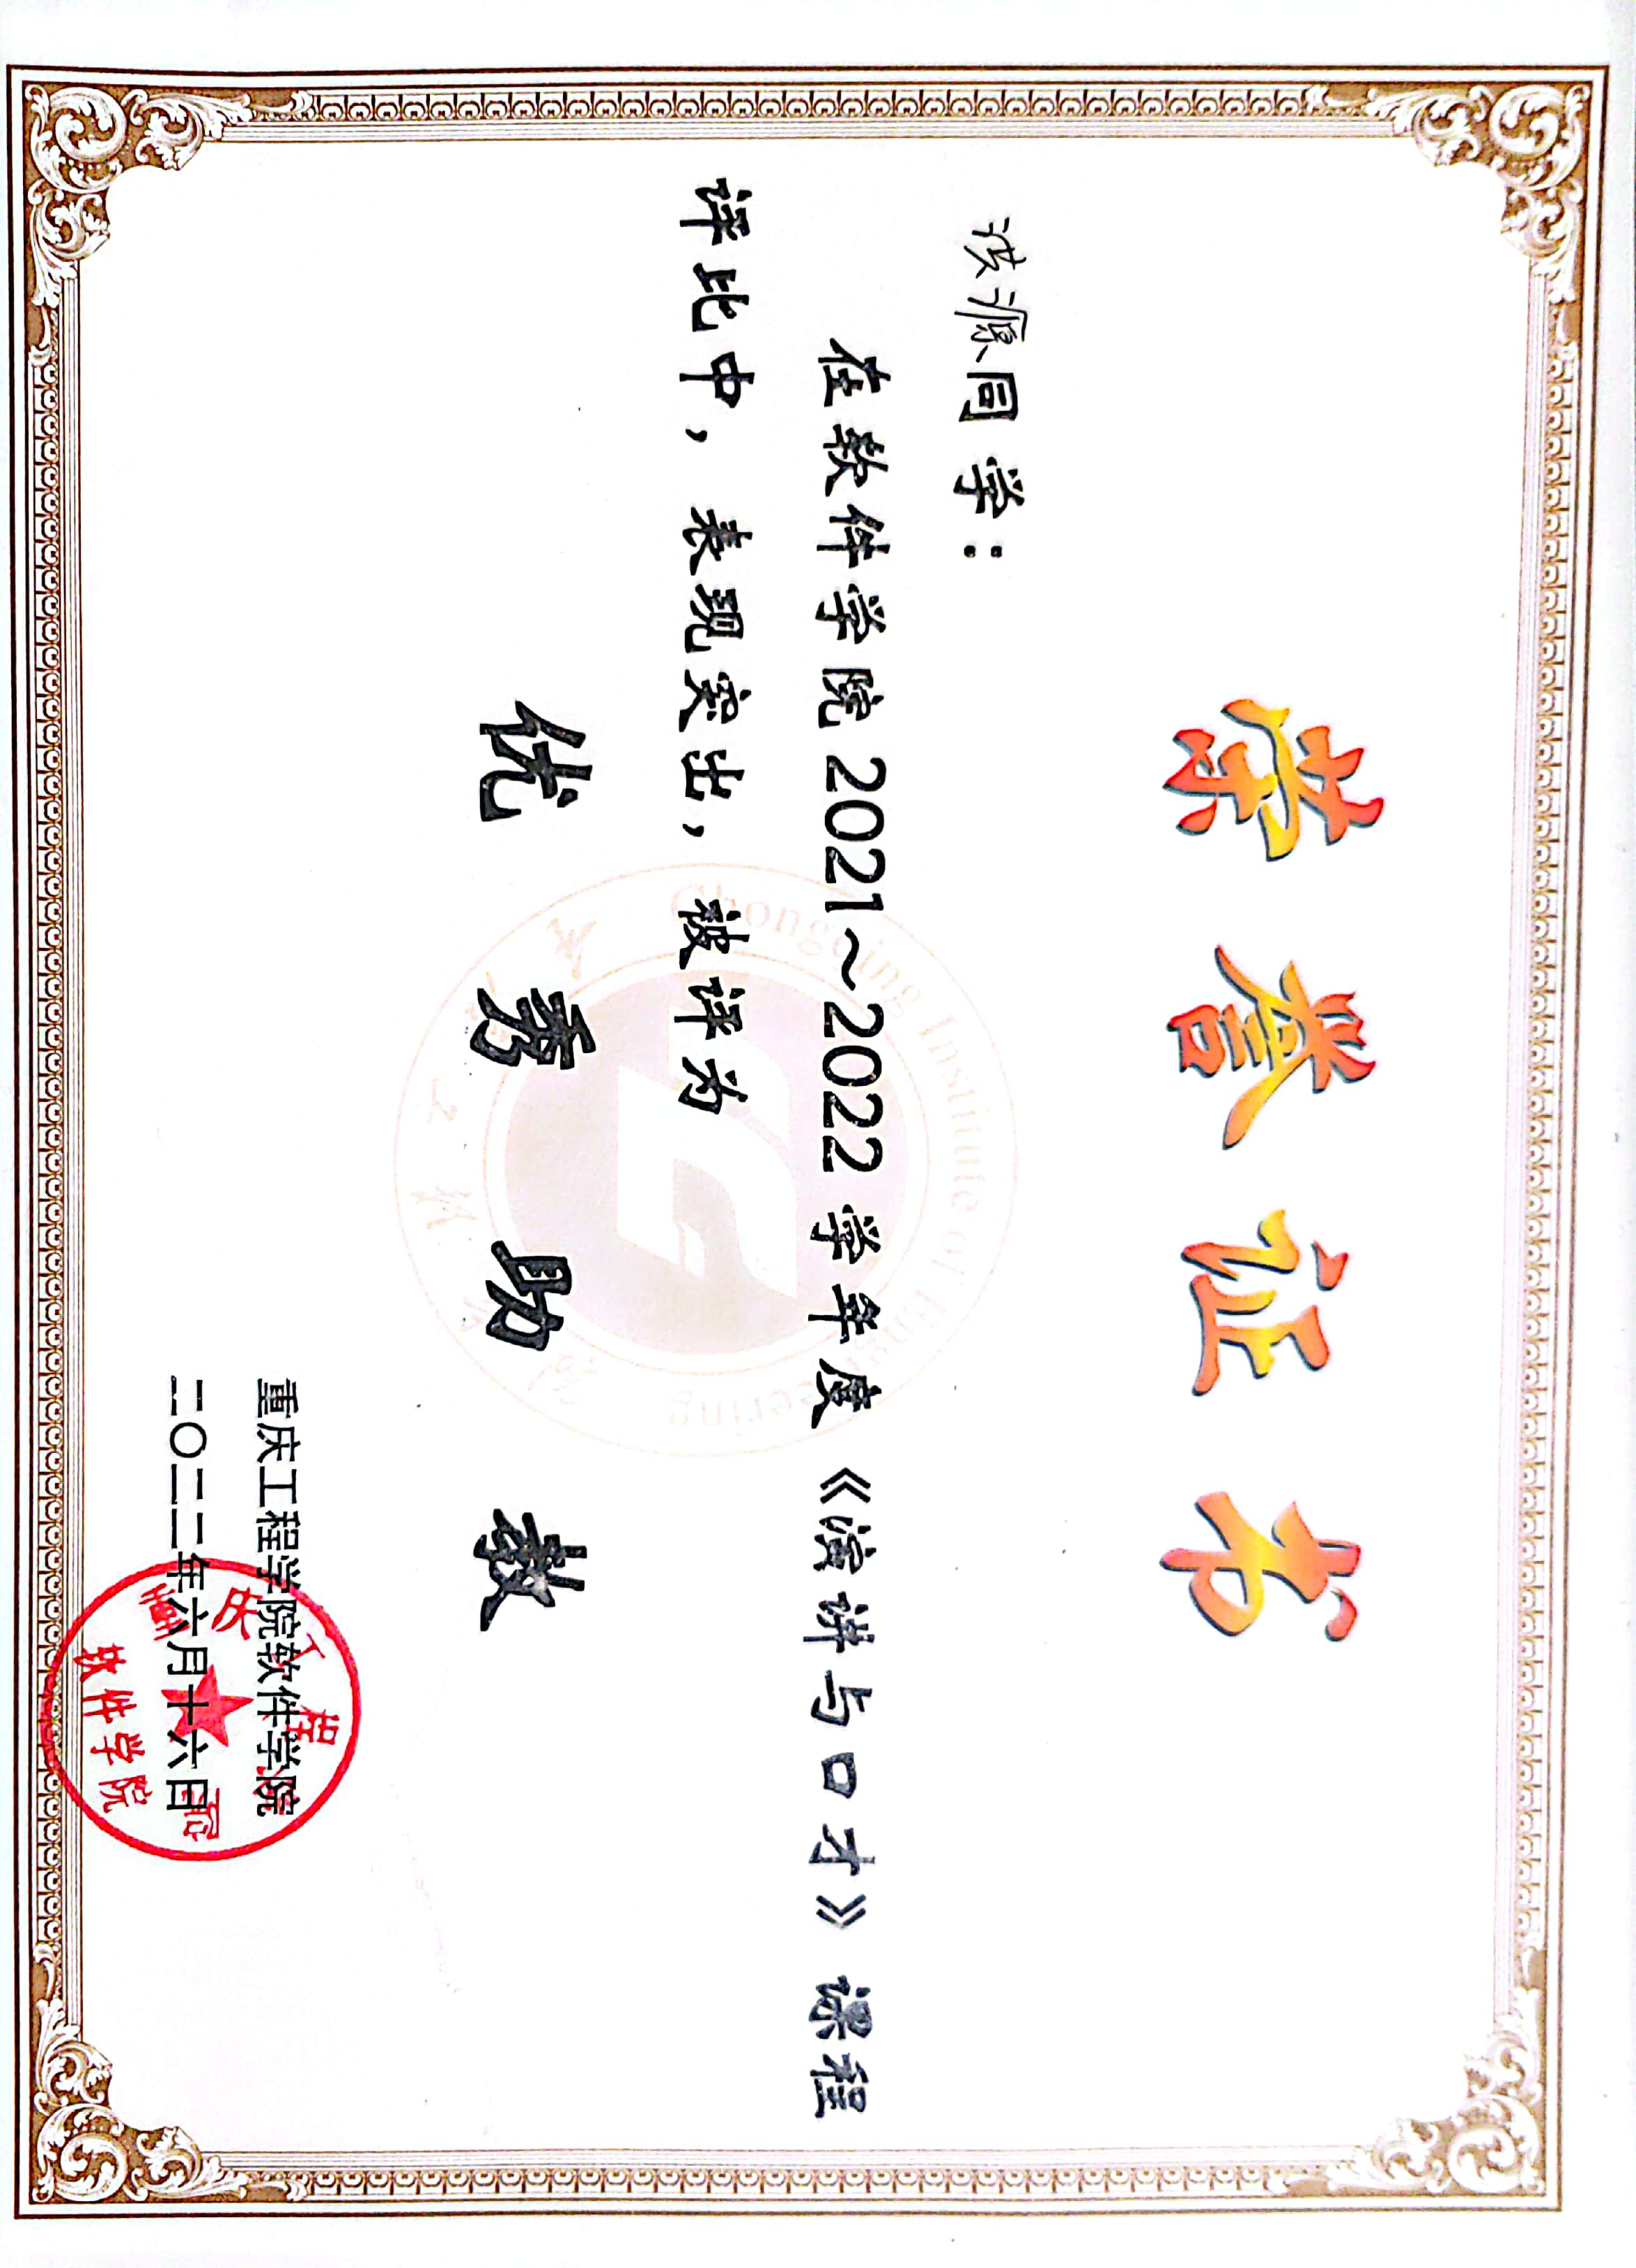 荣誉证书
洪源同学：
在软件学院2021～2022学年度《演讲与口才》课程
评比中，表现突出，被评为
优秀助教
Chongqing Institute of Engineering
重庆工程学院软件学院
二〇二二年六月十六日
重庆工程学院
软件学院